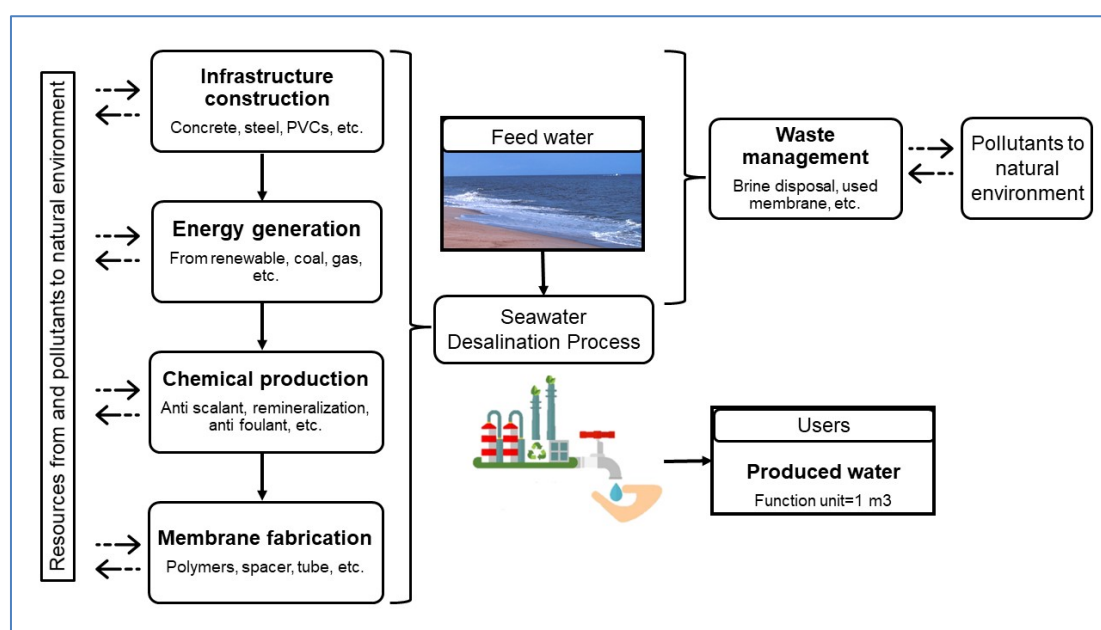 Resources from and pollutants to natural environment
Infrastructure
construction
Concrete, steel, PVCs, etc.
Energy generation
From renewable, coal, gas,
etc.
Chemical production
Anti scalant, remineralization,
anti foulant, etc.
Membrane fabrication
Polymers, spacer, tube, etc.
Feed water
Seawater
Desalination Process
Waste
management
Brine disposal, used
membrane, etc.
Pollutants to
natural
environment
Users
Produced water
Function unit=1 m3